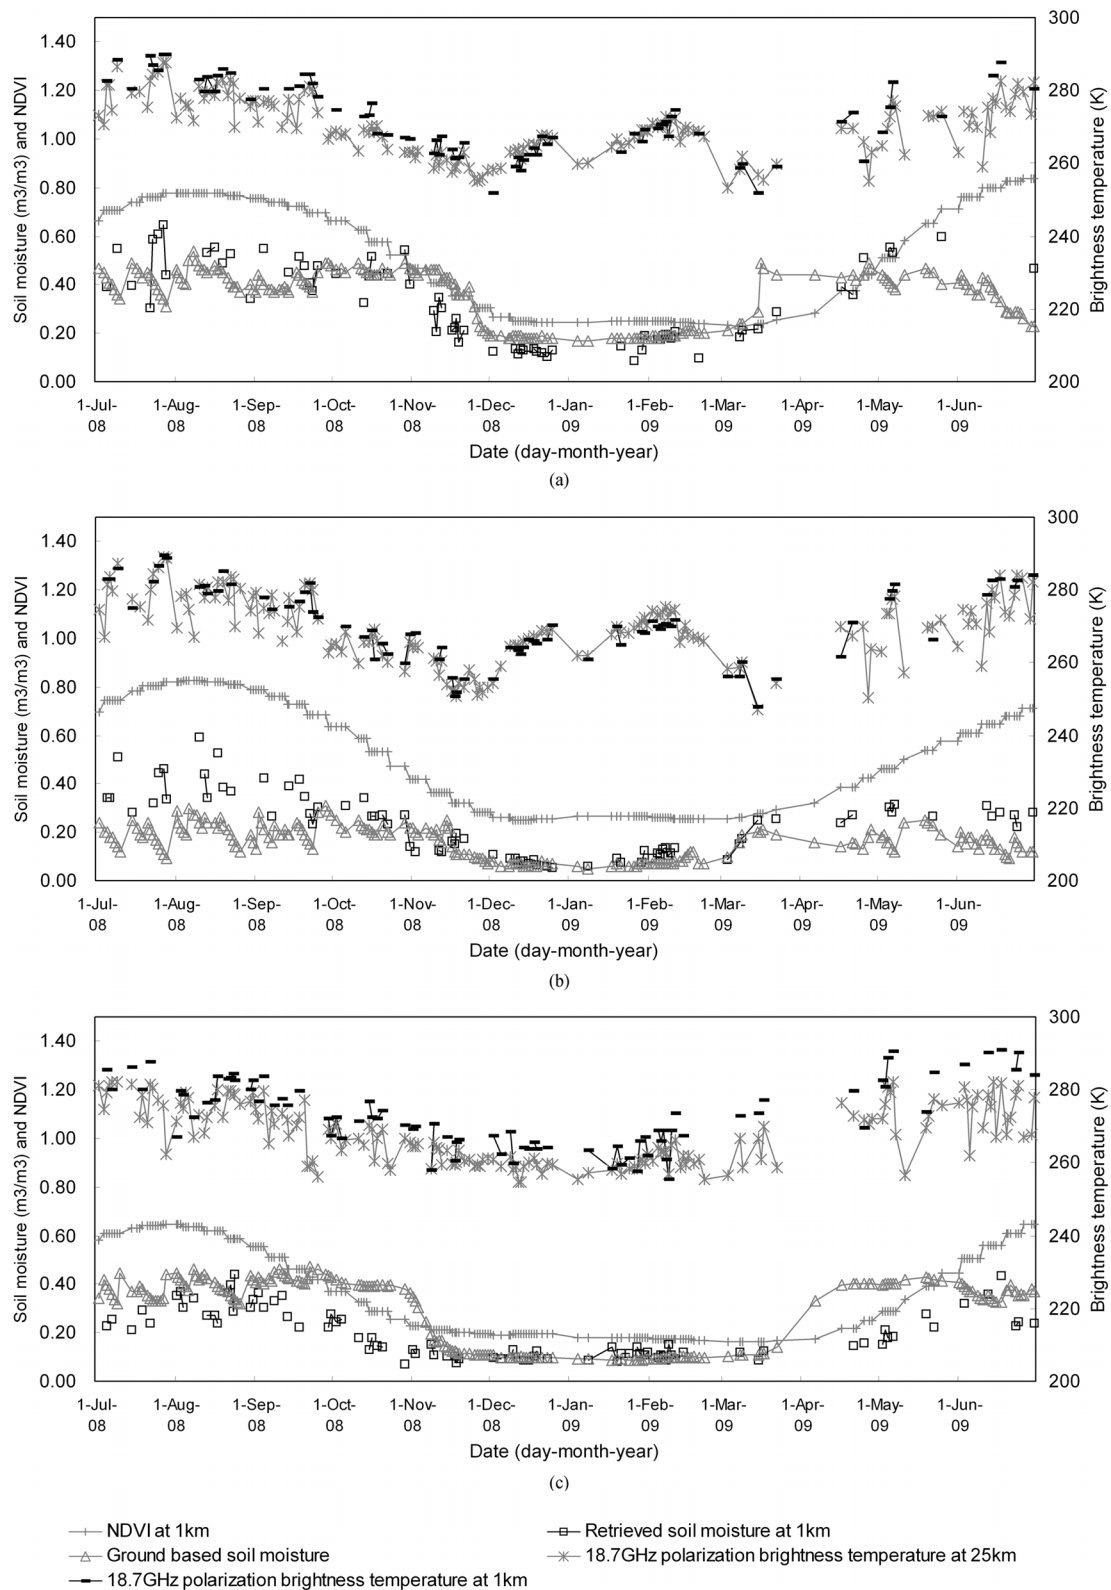 Soil moisture (m3/m3) and NDVI
1.40
1.20
1.00
0.80
0.60
0.40
0.20
0.00
300
280
260
240
220
200
Brightness temperature (K)
1-Jul- 1-Aug- 1-Sep- 1-Oct- 1-Nov- 1-Dec- 1-Jan- 1-Feb- 1-Mar- 1-Apr- 1-May- 1-Jun-
08 08 08 08 08 08 09 09 09 09 09 09
Date (day-month-year)
(a)
Soil moisture (m3/m3) and NDVI
1.40
1.20
1.00
0.80
0.60
0.40
0.20
0.00
300
280
260
240
220
200
Brightness temperature (K)
1-Jul- 1-Aug- 1-Sep- 1-Oct- 1-Nov- 1-Dec- 1-Jan- 1-Feb- 1-Mar- 1-Apr- 1-May- 1-Jun-
08 08 08 08 08 08 09 09 09 09 09 09
Date (day-month-year)
(b)
Soil moisture (m3/m3) and NDVI
1.40
1.20
1.00
0.80
0.60
0.40
0.20
0.00
300
280
260
240
220
200
Brightness temperature (K)
1-Jul- 1-Aug- 1-Sep- 1-Oct- 1-Nov- 1-Dec- 1-Jan- 1-Feb- 1-Mar- 1-Apr- 1-May- 1-Jun-
08 08 08 08 08 08 09 09 09 09 09 09
Date (day-month-year)
(c)
NDVI at 1km
Retrieved soil moisture at 1km
Ground based soil moisture
18.7GHz polarization brightness temperature at 25km
18.7GHz polarization brightness temperature at 1km